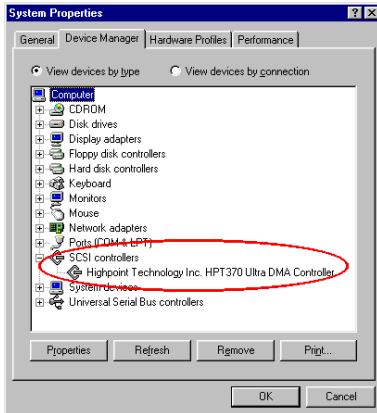 System Properties
General Device Manager Hardware Profiles Performance
View devices by type View devices by connection
Computer
CDROM
Disk drives
Display adapters
Floppy disk controllers
Hard disk controllers
Keyboard
Monitors
Mouse
Network adapters
Ports (COM & LPT)
SCSI controllers
Highpoint Technology Inc. HPT370 Ultra DMA Controller
System devices
Universal Serial Bus controllers
Properties Refresh Remove Print...
OK Cancel